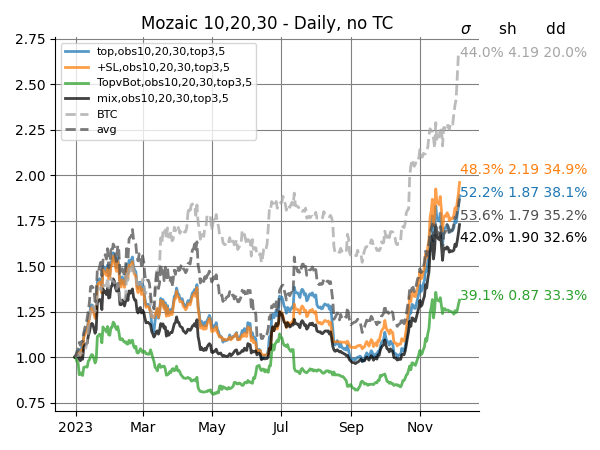 Mozaic 10,20,30 - Daily, no TC
σ sh dd
top,obs10,20,30,top3,5
+SL,obs10,20,30,top3,5
TopvBot,obs10,20,30,top3,5
mix,obs10,20,30,top3,5
BTC
avg
44.0% 4.19 20.0%
48.3% 2.19 34.9%
52.2% 1.87 38.1%
53.6% 1.79 35.2%
42.0% 1.90 32.6%
39.1% 0.87 33.3%
2.75
2.50
2.25
2.00
1.75
1.50
1.25
1.00
0.75
2023 Mar May Jul Sep Nov